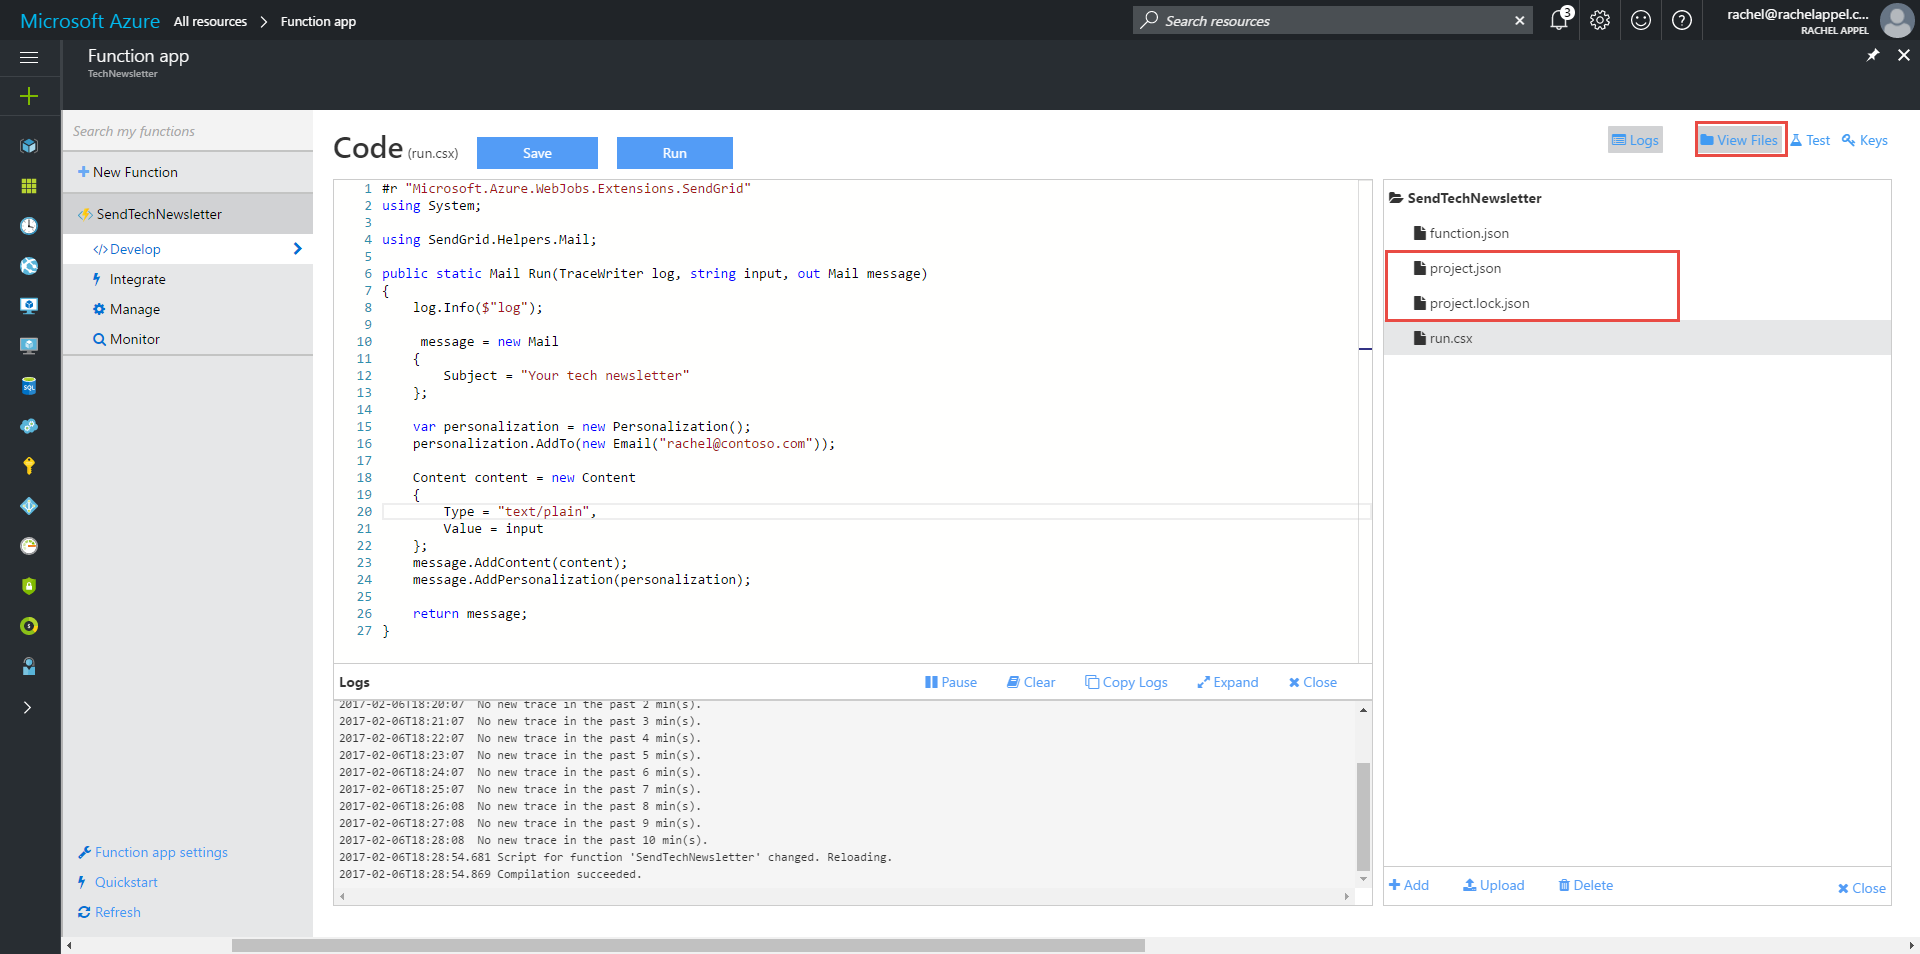 Microsoft Azure All resources > Function app
Search resources
3
rachel@rachelappel.c...
RACHEL APPEL
Function app
TechNewsletter
Search my functions
New Function
SendTechNewsletter
</> Develop
Integrate
Manage
Monitor
Function app settings
Quickstart
Refresh
Code (run.csx)
Save
Run
Logs
View Files
Test
Keys
1 #r "Microsoft.Azure.WebJobs.Extensions.SendGrid"
2 using System;
3
4 using SendGrid.Helpers.Mail;
5
6 public static Mail Run(TraceWriter log, string input, out Mail message)
7 {
8     log.Info($"log");
9
10      message = new Mail
11     {
12         Subject = "Your tech newsletter"
13     };
14
15     var personalization = new Personalization();
16     personalization.AddTo(new Email("rachel@contoso.com"));
17
18     Content content = new Content
19     {
20         Type = "text/plain",
21         Value = input
22     };
23     message.AddContent(content);
24     message.AddPersonalization(personalization);
25
26     return message;
27 }
Logs
Pause
Clear
Copy Logs
Expand
Close
2017-02-06T18:20:07  No new trace in the past 2 min(s).
2017-02-06T18:21:07  No new trace in the past 3 min(s).
2017-02-06T18:22:07  No new trace in the past 4 min(s).
2017-02-06T18:23:07  No new trace in the past 5 min(s).
2017-02-06T18:24:07  No new trace in the past 6 min(s).
2017-02-06T18:25:07  No new trace in the past 7 min(s).
2017-02-06T18:26:08  No new trace in the past 8 min(s).
2017-02-06T18:27:08  No new trace in the past 9 min(s).
2017-02-06T18:28:08  No new trace in the past 10 min(s).
2017-02-06T18:28:54.681 Script for function 'SendTechNewsletter' changed. Reloading.
2017-02-06T18:28:54.869 Compilation succeeded.
SendTechNewsletter
function.json
project.json
project.lock.json
run.csx
Add
Upload
Delete
Close